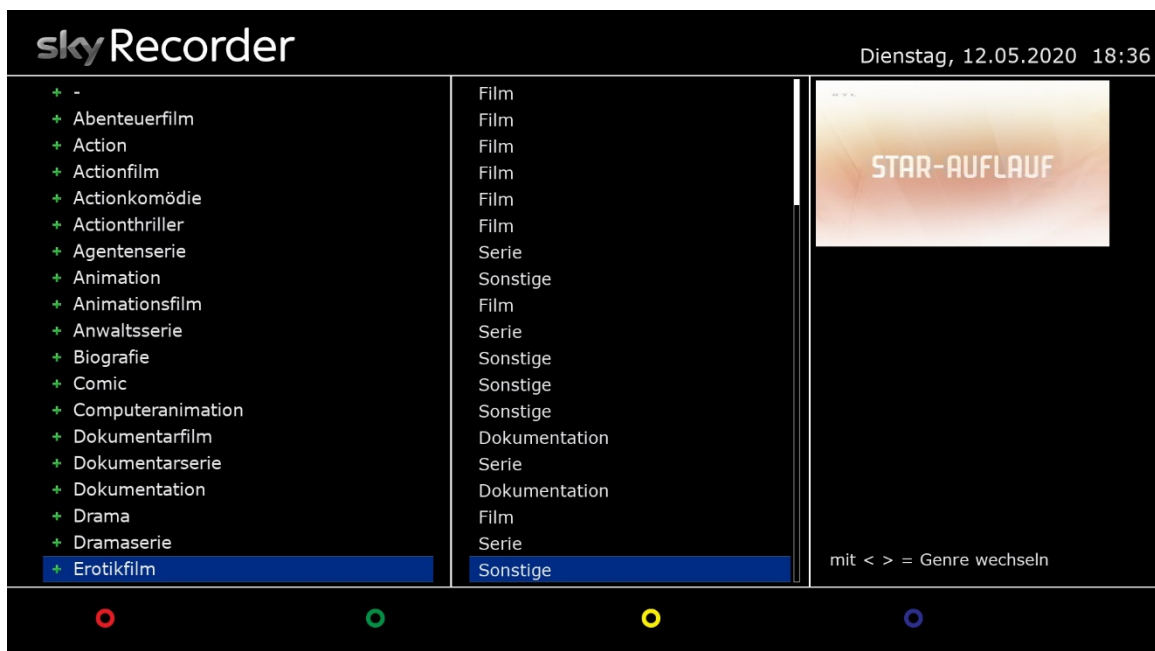 sky Recorder
Dienstag, 12.05.2020 18:36
+ - Film
+ Abenteuerfilm Film
+ Action Film
+ Actionfilm Film
+ Actionkomödie Film
+ Actionthriller Film
+ Agentenserie Serie
+ Animation Sonstige
+ Animationsfilm Film
+ Anwaltsserie Serie
+ Biografie Sonstige
+ Comic Sonstige
+ Computeranimation Sonstige
+ Dokumentarfilm Dokumentation
+ Dokumentarserie Serie
+ Dokumentation Dokumentation
+ Drama Film
+ Dramaserie Serie
+ Erotikfilm Sonstige
STAR-AUFLAUF
mit < > = Genre wechseln